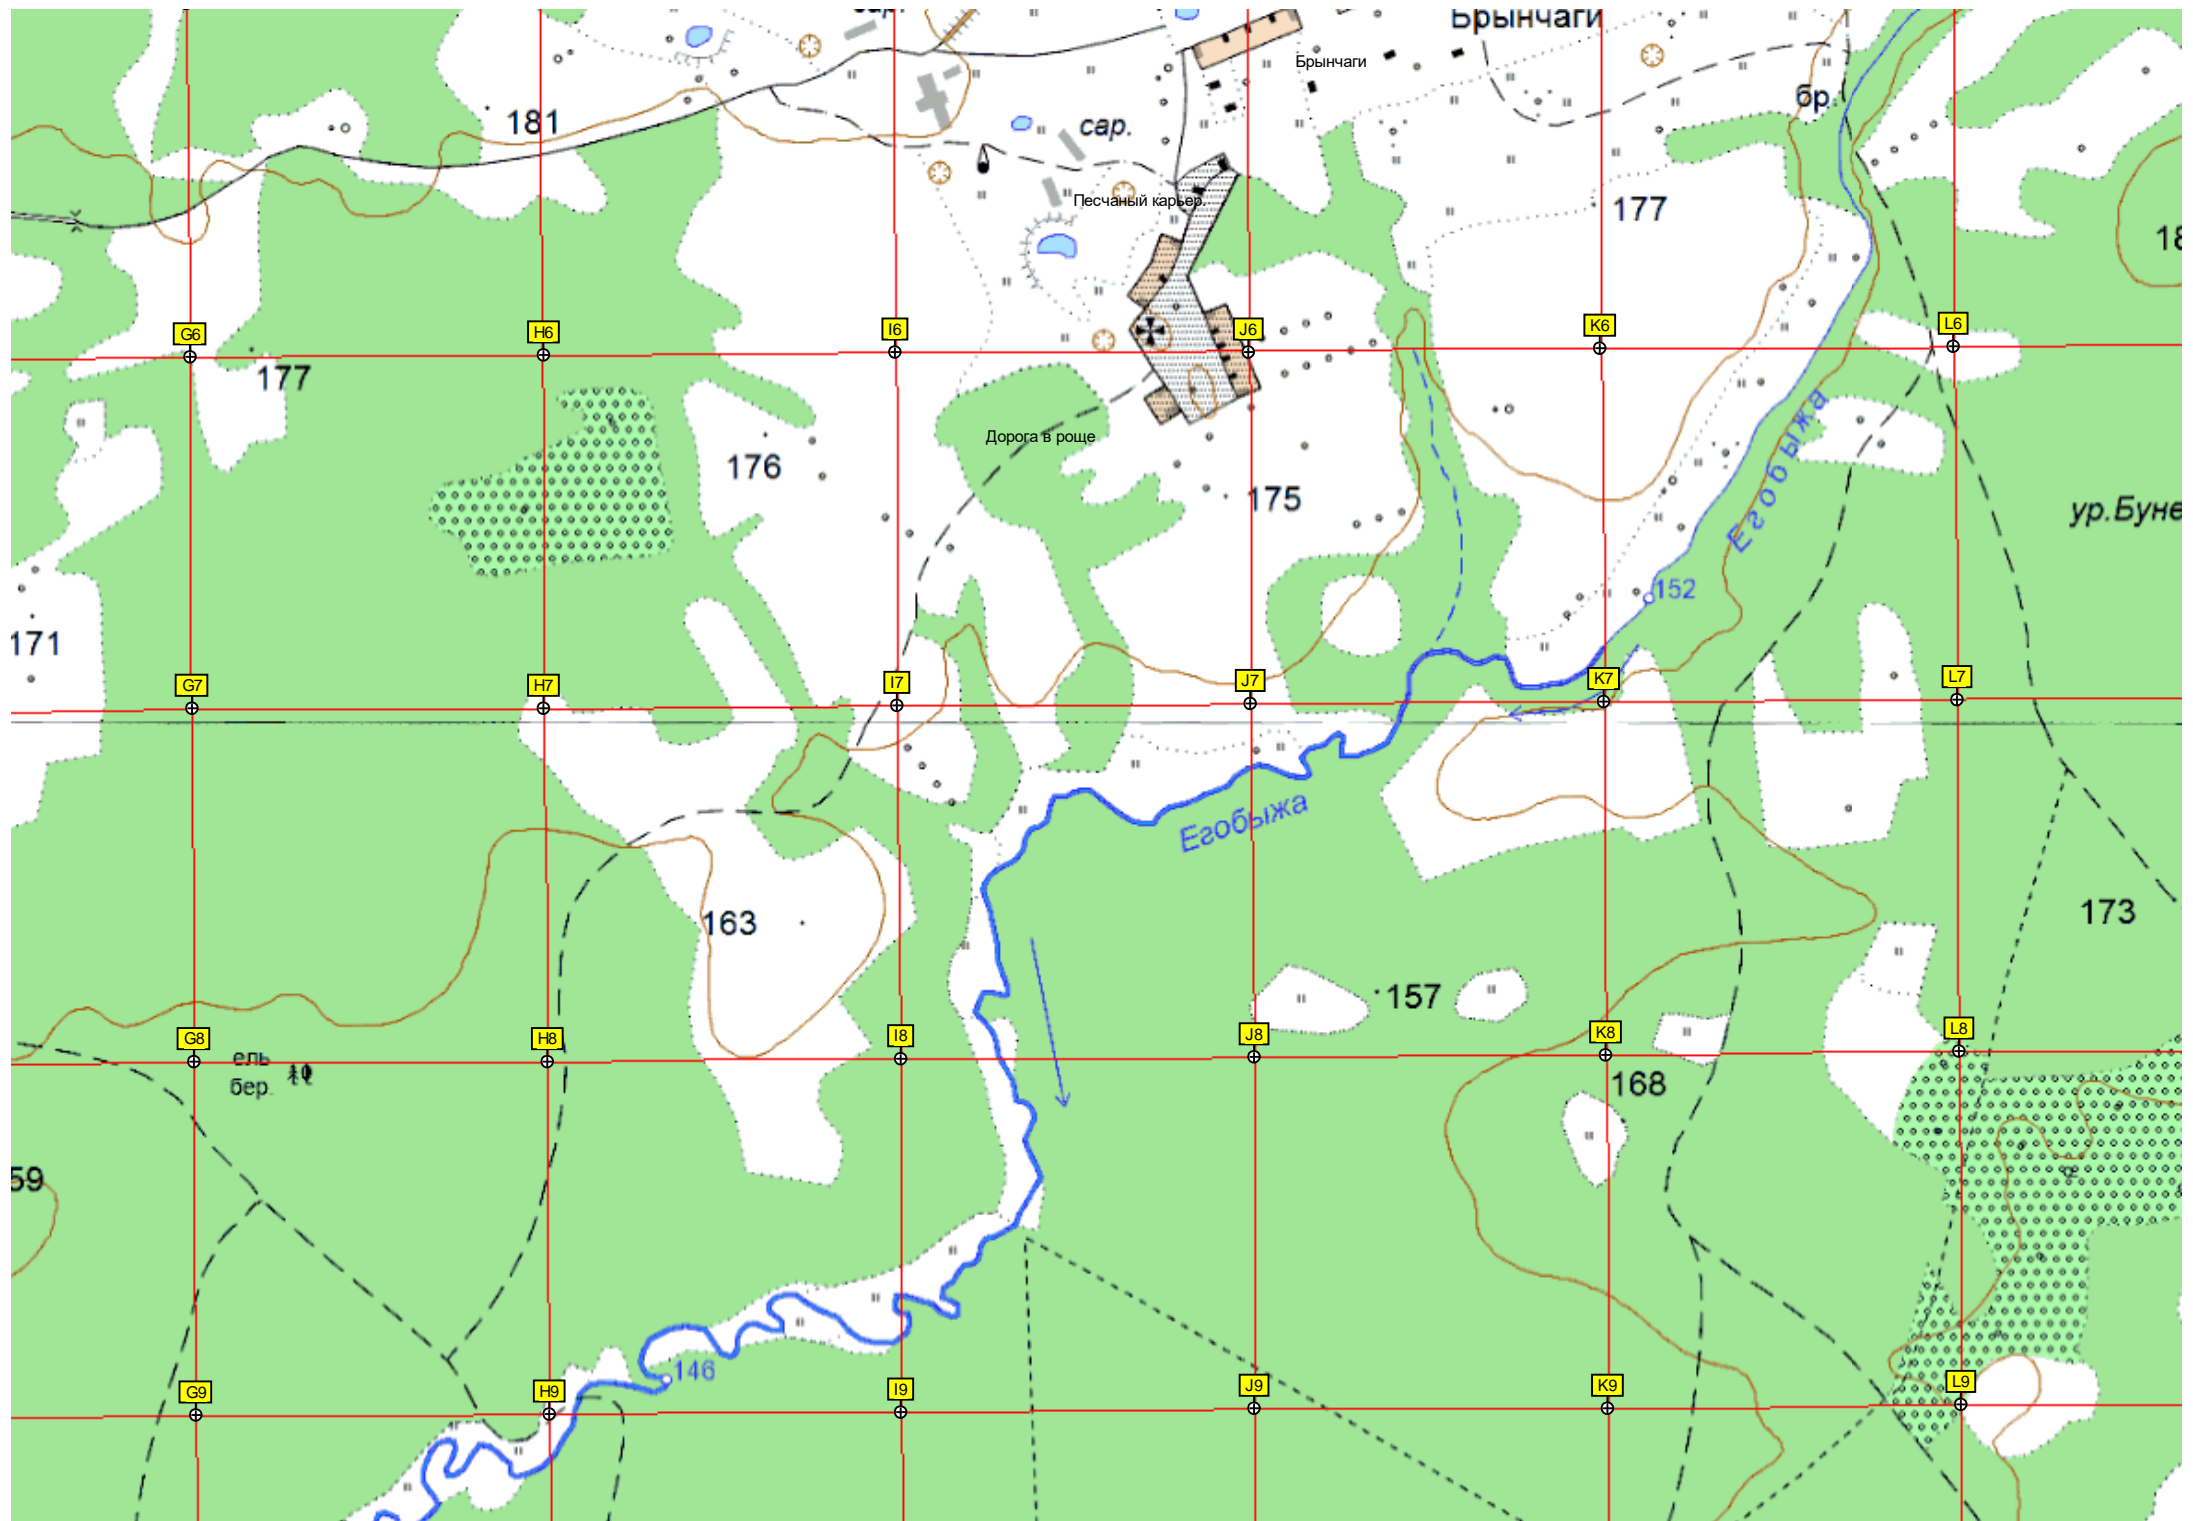 сар.
Брынчаги
Брынчаги
бр.
181
сар.
Песчаный карьер.
177
18
G6
H6
I6
J6
K6
L6
177
Дорога в роще
176
175
Егобыжа
ур.Буне
152
171
G7
H7
I7
J7
K7
L7
Егобыжа
163
173
157
G8
H8
I8
J8
K8
L8
ель
бер.
168
59
146
G9
H9
I9
J9
K9
L9